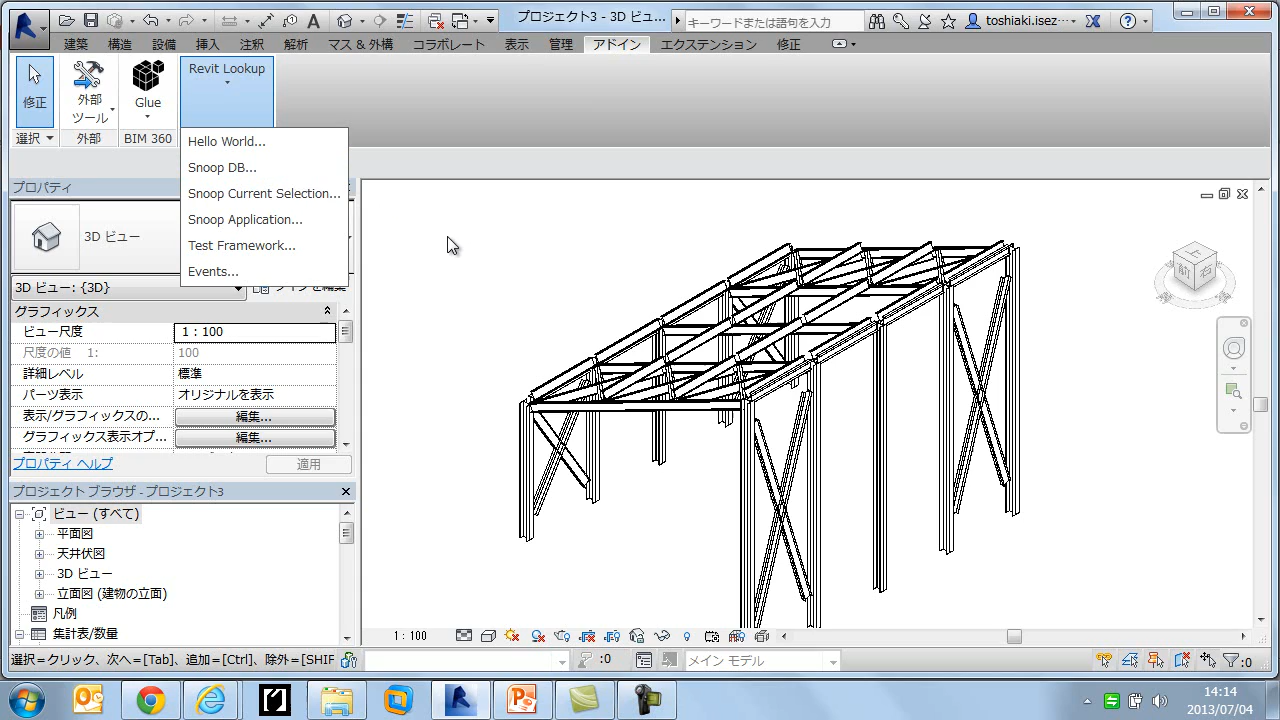 プロジェクト3 - 3D ビュ...
キーワードまたは語句を入力
toshiaki.isez...
建築 構造 設備 挿入 注釈 解析 マス & 外構 コラボレート 表示 管理 アドイン エクステンション 修正
修正
外部
ツール
Glue
Revit Lookup
選択
外部
BIM 360
Hello World...
Snoop DB...
Snoop Current Selection...
Snoop Application...
Test Framework...
Events...
プロパティ
3D ビュー
3D ビュー: {3D}
グラフィックス
ビュー尺度 1 : 100
尺度の値 1: 100
詳細レベル 標準
パーツ表示 オリジナルを表示
表示/グラフィックスの... 編集...
グラフィックス表示オプ... 編集...
プロパティ ヘルプ 適用
プロジェクト ブラウザ - プロジェクト3
ビュー (すべて)
平面図
天井伏図
3D ビュー
立面図 (建物の立面)
凡例
集計表/数量
1 : 100
選択=クリック、次へ=[Tab]、追加=[Ctrl]、除外=[SHIF
:0
メイン モデル
:0
14:14
2013/07/04